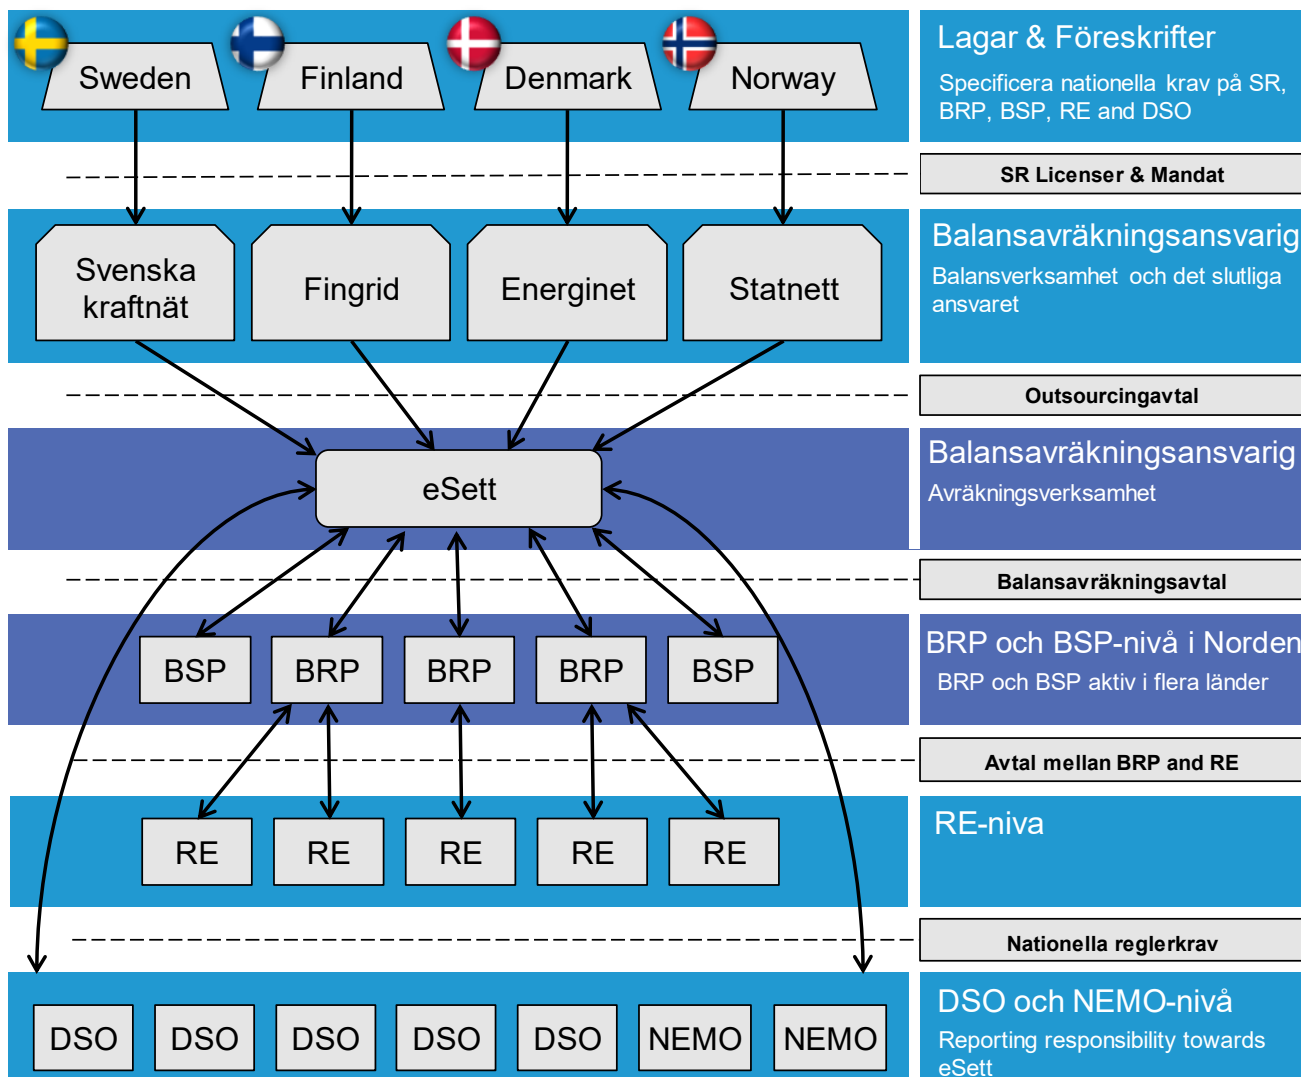 Sweden
Finland
Denmark
Norway
Lagar & Föreskrifter
Specificera nationella krav på SR,
BRP, BSP, RE and DSO
SR Licenser & Mandat
Svenska
kraftnät
Fingrid
Energinet
Statnett
Balansavräkningsansvarig
Balansverksamhet och det slutliga
ansvaret
Outsourcingavtal
eSett
Balansavräkningsansvarig
Avräkningsverksamhet
Balansavräkningsavtal
BSP
BRP
BRP
BRP
BSP
BRP och BSP-nivå i Norden
BRP och BSP aktiv i flera länder
Avtal mellan BRP and RE
RE
RE
RE
RE
RE
RE-niva
Nationella reglerkrav
DSO
DSO
DSO
DSO
DSO
NEMO
NEMO
DSO och NEMO-nivå
Reporting responsibility towards
eSett